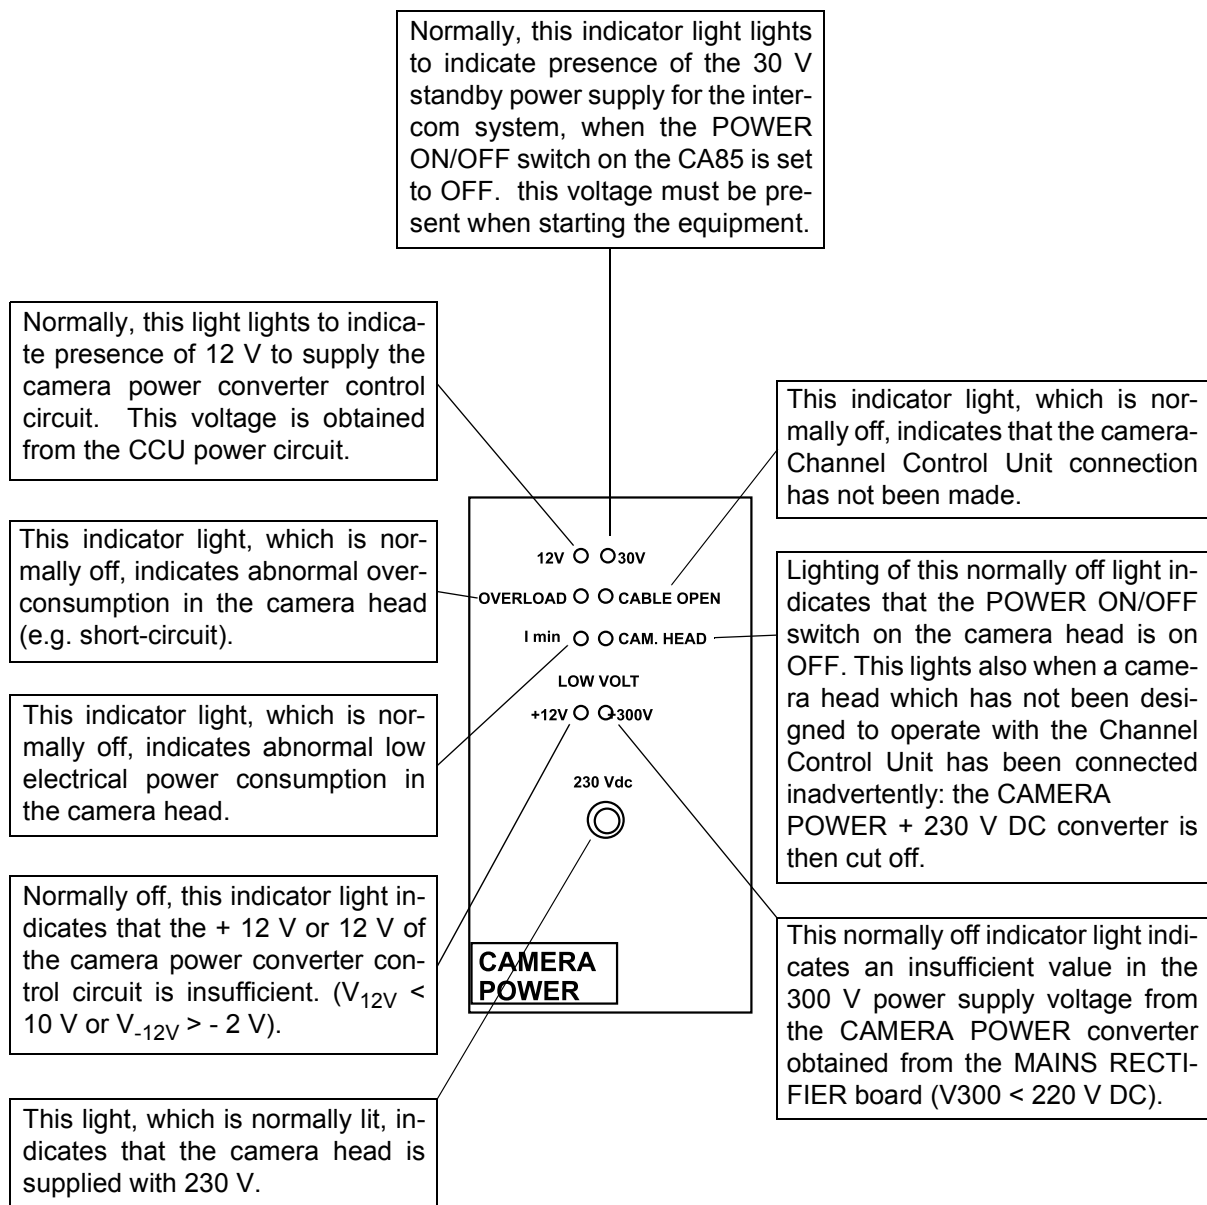 Normally, this indicator light lights
to indicate presence of the 30 V
standby power supply for the inter-
com system, when the POWER
ON/OFF switch on the CA85 is set
to OFF. this voltage must be pre-
sent when starting the equipment.
Normally, this light lights to indica-
te presence of 12 V to supply the
camera power converter control
circuit. This voltage is obtained
from the CCU power circuit.
This indicator light, which is nor-
mally off, indicates that the camera-
Channel Control Unit connection
has not been made.
This indicator light, which is nor-
mally off, indicates abnormal over-
consumption in the camera head
(e.g. short-circuit).
Lighting of this normally off light in-
dicates that the POWER ON/OFF
switch on the camera head is on
OFF. This lights also when a came-
ra head which has not been desi-
gned to operate with the Channel
Control Unit has been connected
inadvertently: the CAMERA
POWER + 230 V DC converter is
then cut off.
This indicator light, which is nor-
mally off, indicates abnormal low
electrical power consumption in
the camera head.
Normally off, this indicator light in-
dicates that the + 12 V or 12 V of
the camera power converter con-
trol circuit is insufficient. (V12V <
10 V or V-12V > - 2 V).
This normally off indicator light indi-
cates an insufficient value in the
300 V power supply voltage from
the CAMERA POWER converter
obtained from the MAINS RECTI-
FIER board (V300 < 220 V DC).
This light, which is normally lit, in-
dicates that the camera head is
supplied with 230 V.
12V 30V
OVERLOAD CABLE OPEN
I min CAM. HEAD
LOW VOLT
+12V +300V
230 Vdc
CAMERA
POWER